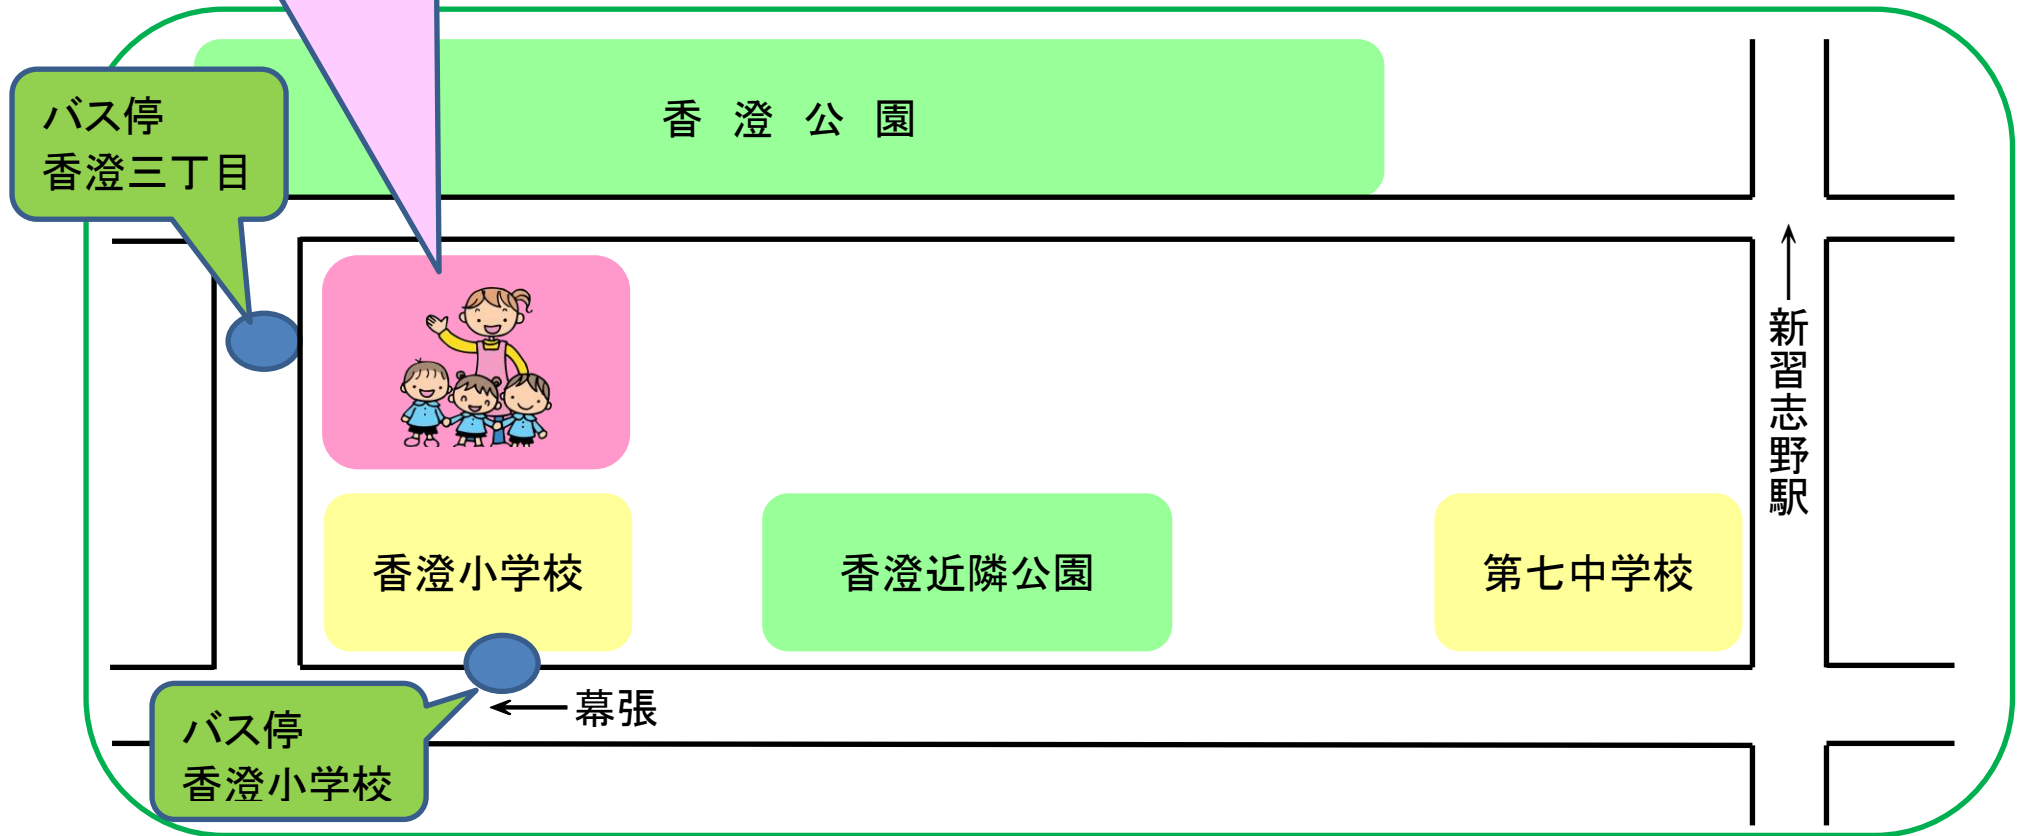 香澄公園
バス停
香澄三丁目
新習志野駅
香澄小学校
香澄近隣公園
第七中学校
幕張
バス停
香澄小学校